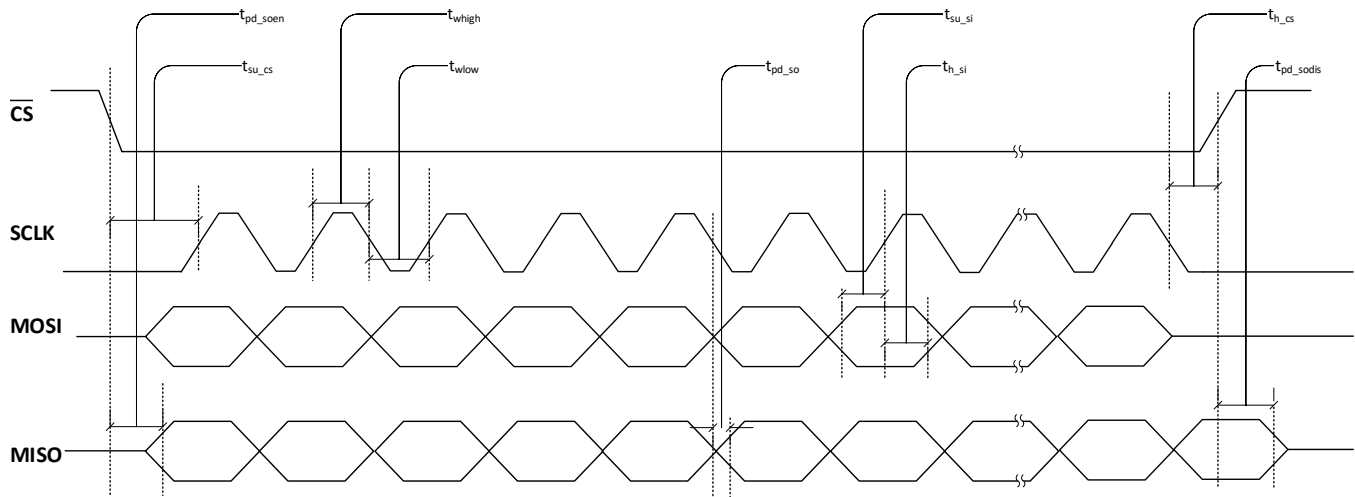 t_pd_soen t_whigh t_su_si t_h_cs
t_su_cs t_wlow t_pd_so t_h_si t_pd_sodis
CS
SCLK
MOSI
MISO